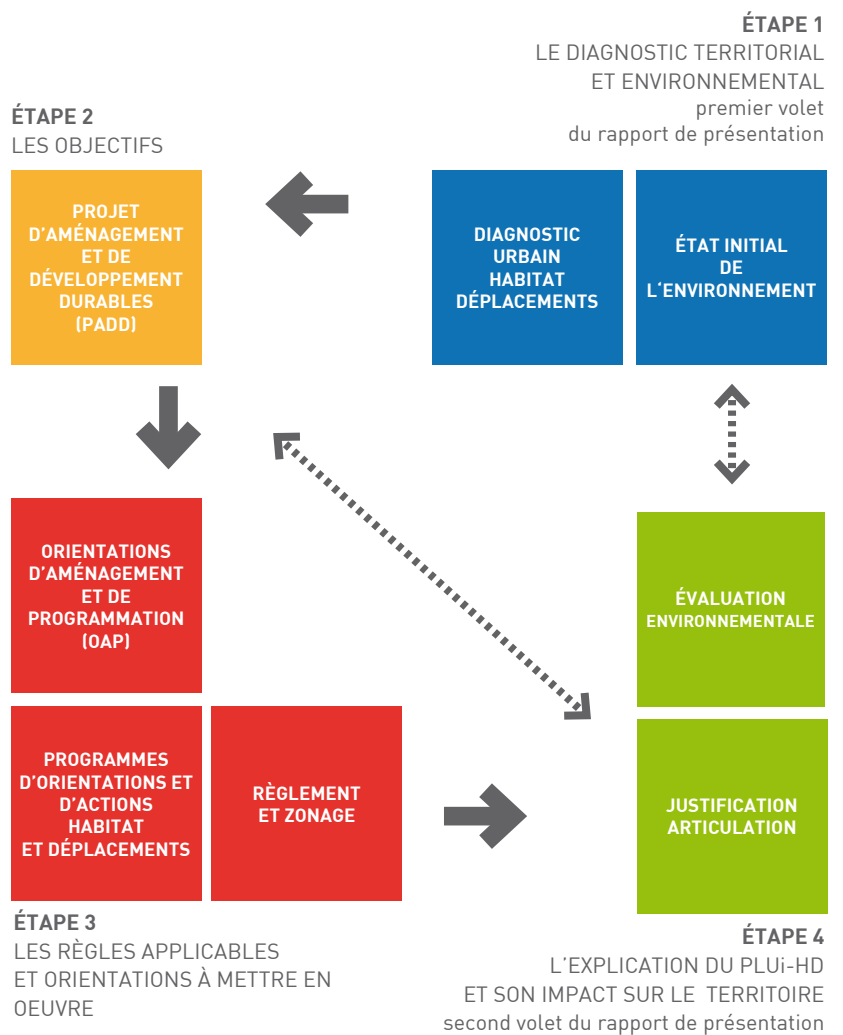 ÉTAPE 1
LE DIAGNOSTIC TERRITORIAL
ET ENVIRONNEMENTAL
premier volet
du rapport de présentation
DIAGNOSTIC
URBAIN
HABITAT
DÉPLACEMENTS
ÉTAT INITIAL
DE
L'ENVIRONNEMENT
ÉTAPE 2
LES OBJECTIFS
PROJET
D'AMÉNAGEMENT
ET DE
DÉVELOPPEMENT
DURABLES
(PADD)
ORIENTATIONS
D'AMÉNAGEMENT
ET DE
PROGRAMMATION
(OAP)
PROGRAMMES
D'ORIENTATIONS ET
D'ACTIONS
HABITAT
ET DÉPLACEMENTS
RÈGLEMENT
ET ZONAGE
ÉTAPE 3
LES RÈGLES APPLICABLES
ET ORIENTATIONS À METTRE EN
OEUVRE
ÉVALUATION
ENVIRONNEMENTALE
JUSTIFICATION
ARTICULATION
ÉTAPE 4
L'EXPLICATION DU PLUi-HD
ET SON IMPACT SUR LE TERRITOIRE
second volet du rapport de présentation